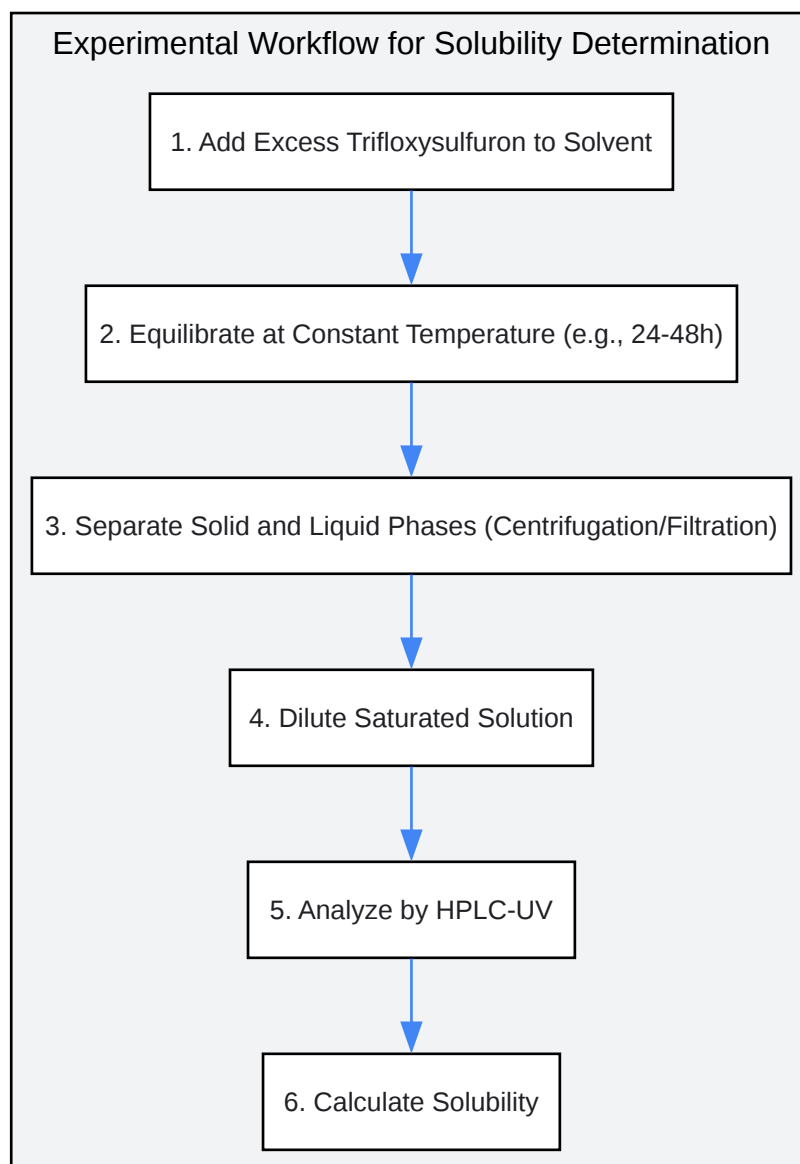 Experimental Workflow for Solubility Determination
1. Add Excess Trifloxysulfuron to Solvent
2. Equilibrate at Constant Temperature (e.g., 24-48h)
3. Separate Solid and Liquid Phases (Centrifugation/Filtration)
4. Dilute Saturated Solution
5. Analyze by HPLC-UV
6. Calculate Solubility